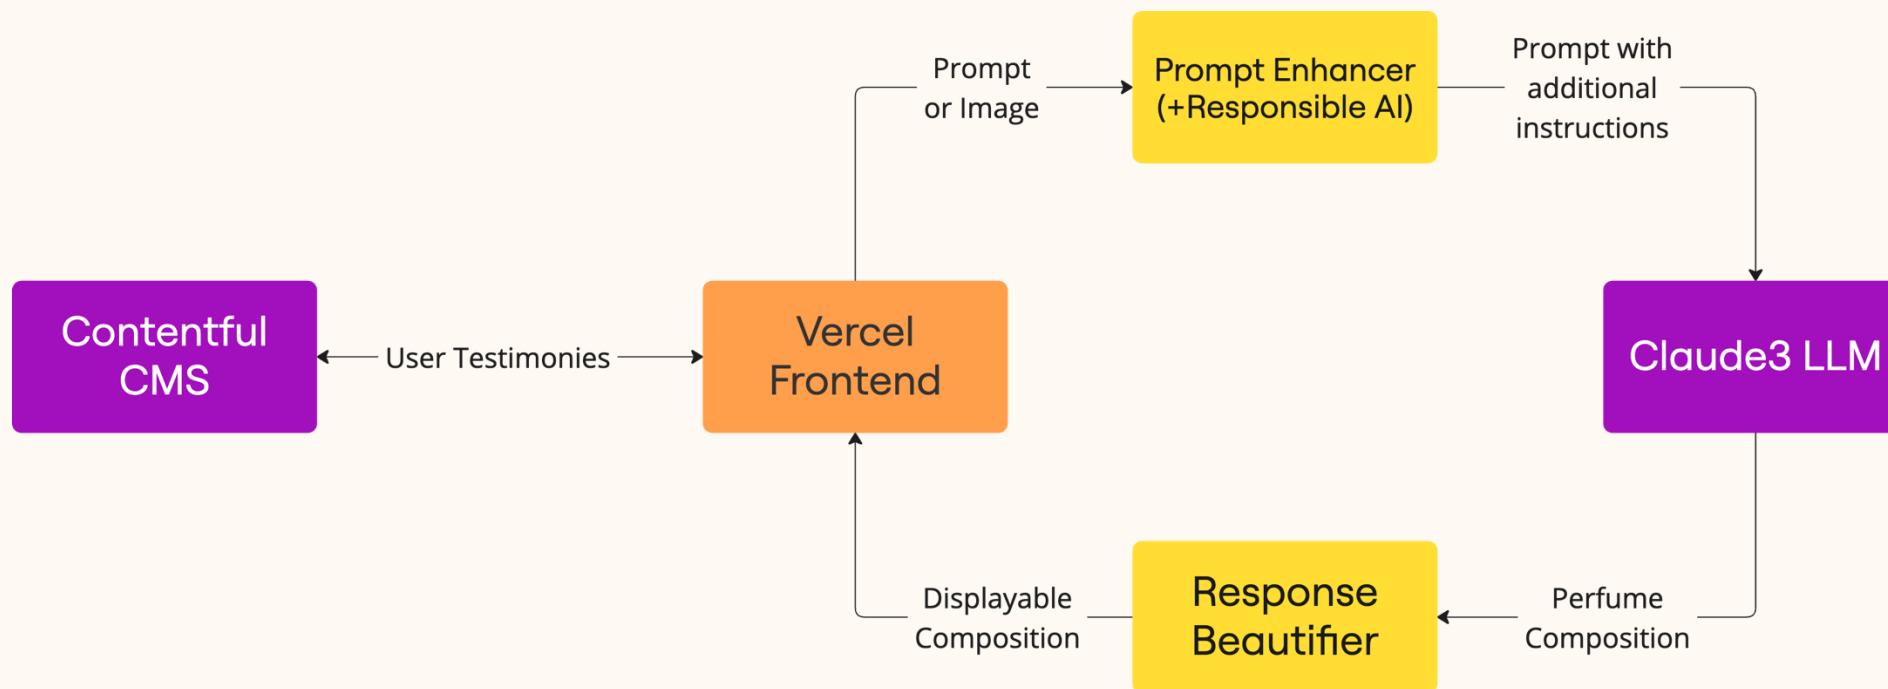 Prompt
or Image
Prompt Enhancer
(+Responsible AI)
Prompt with
additional
instructions
Contentful
CMS
User Testimonies
Vercel
Frontend
Claude3 LLM
Displayable
Composition
Response
Beautifier
Perfume
Composition